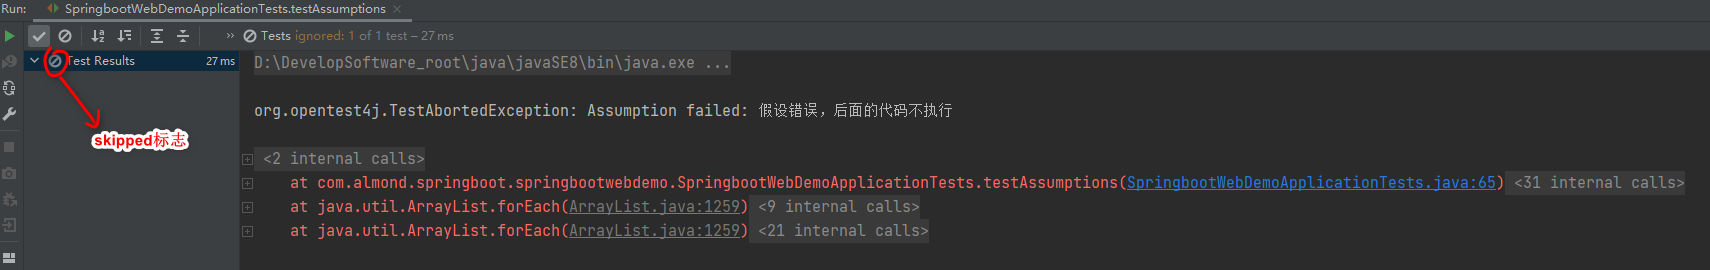 Run: SpringbootWebDemoApplicationTests.testAssumptions ×
» Tests ignored: 1 of 1 test – 27 ms
Test Results 27 ms
D:\DevelopSoftware_root\java\javaSE8\bin\java.exe ...
org.opentest4j.TestAbortedException: Assumption failed: 假设错误，后面的代码不执行
skipped标志
<2 internal calls>
at com.almond.springboot.springbootwebdemo.SpringbootWebDemoApplicationTests.testAssumptions(SpringbootWebDemoApplicationTests.java:65) <31 internal calls>
at java.util.ArrayList.forEach(ArrayList.java:1259) <9 internal calls>
at java.util.ArrayList.forEach(ArrayList.java:1259) <21 internal calls>